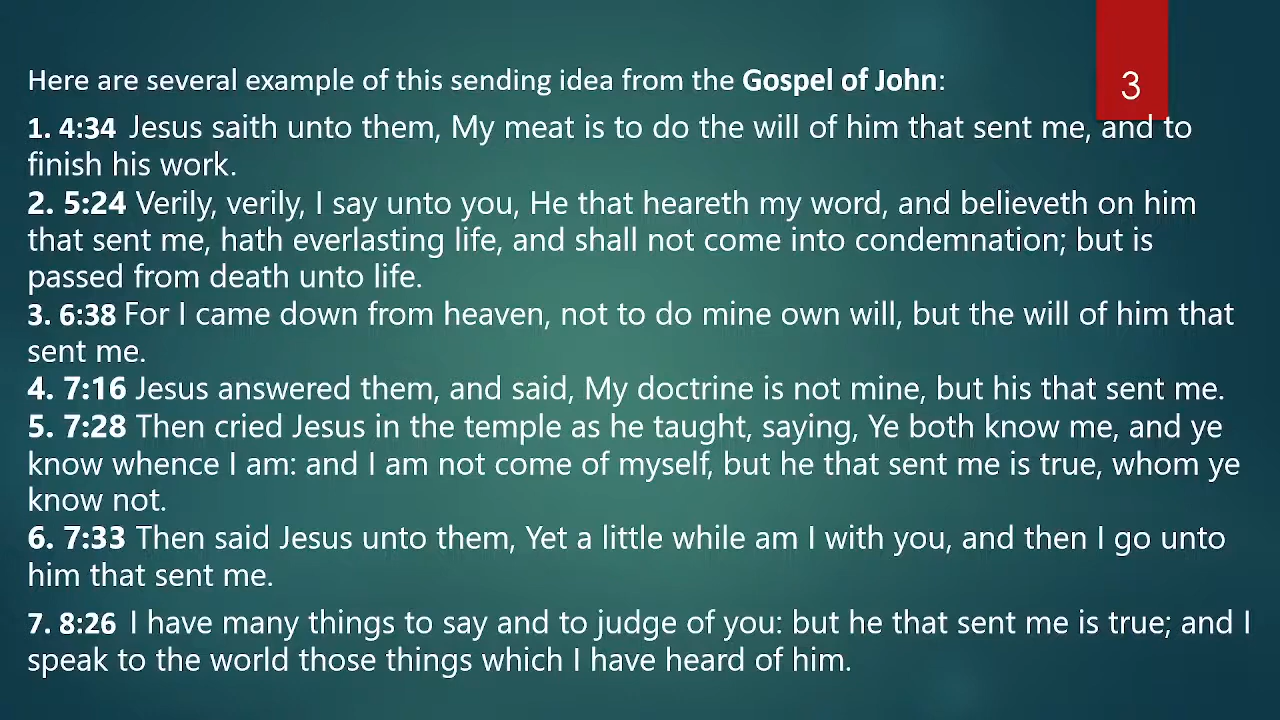 3
Here are several example of this sending idea from the Gospel of John:
1. 4:34 Jesus saith unto them, My meat is to do the will of him that sent me, and to
finish his work.
2. 5:24 Verily, verily, I say unto you, He that heareth my word, and believeth on him
that sent me, hath everlasting life, and shall not come into condemnation; but is
passed from death unto life.
3. 6:38 For I came down from heaven, not to do mine own will, but the will of him that
sent me.
4. 7:16 Jesus answered them, and said, My doctrine is not mine, but his that sent me.
5. 7:28 Then cried Jesus in the temple as he taught, saying, Ye both know me, and ye
know whence I am: and I am not come of myself, but he that sent me is true, whom ye
know not.
6. 7:33 Then said Jesus unto them, Yet a little while am I with you, and then I go unto
him that sent me.
7. 8:26 I have many things to say and to judge of you: but he that sent me is true; and I
speak to the world those things which I have heard of him.